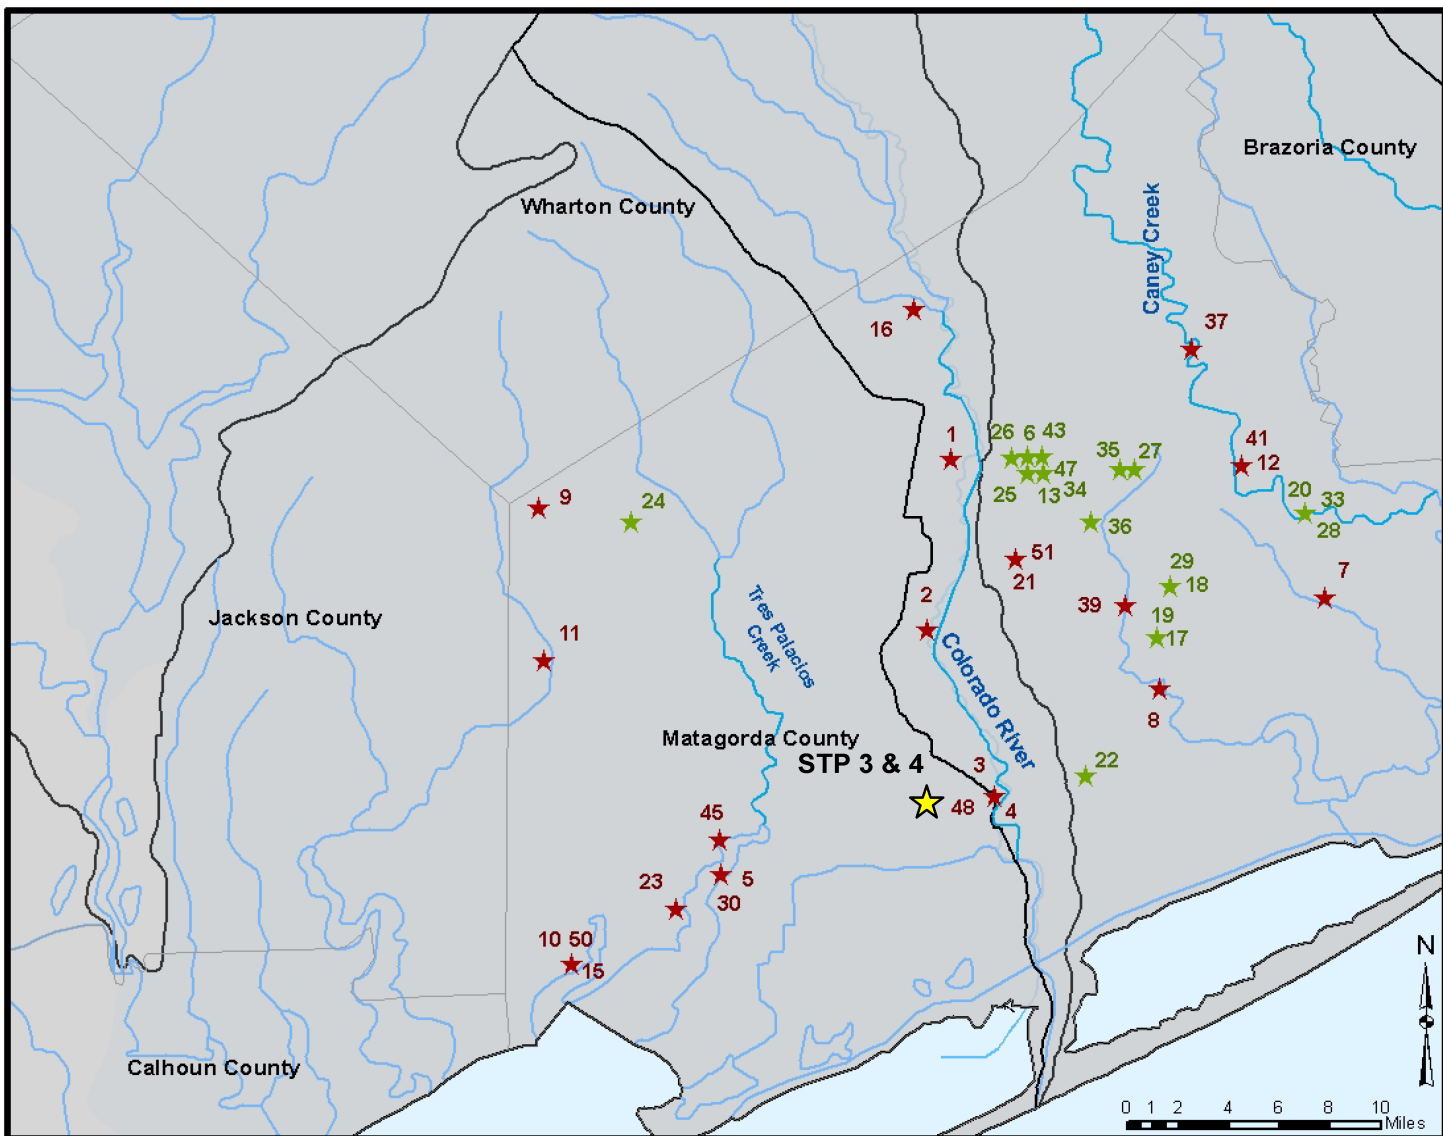 Brazoria County
Wharton County
Caney Creek
37
16
1
26 6 43
35 27
41
12
47
25 13 34
9
24
20 33
28
36
51
21
29
18
7
2
39
19
17
Jackson County
11
Tres Palacios
Creek
Colorado River
8
Matagorda County
STP 3 & 4
3
22
48 4
45
5
23
30
10 50
15
N
Calhoun County
0 1 2 4 6 8 10
Miles